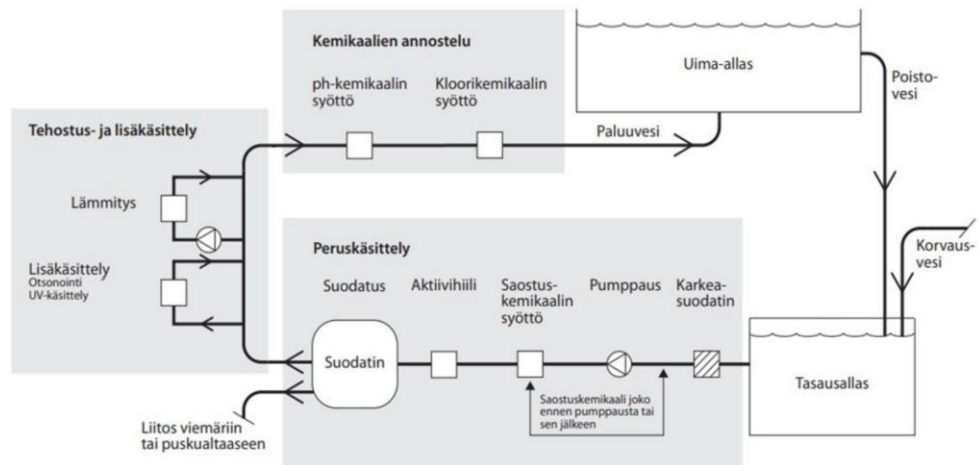 Kemikaalien annostelu
ph-kemikaalin
syöttö
Kloorikemikaalin
syöttö
Uima-allas
Poisto-
vesi
Paluuvesi
Tehostus- ja lisäkäsittely
Lämmitys
Lisäkäsittely
Otsonointi
UV-käsittely
Peruskäsittely
Suodatus
Aktiivihiili
Saostus-
kemikaalin
syöttö
Pumppaus
Karkea-
suodatin
Korvaus-
vesi
Suodatin
Saostuskemikaali joko
ennen pumppausta tai
sen jälkeen
Tasausallas
Liitos viemäriin
tai puskualtaaseen